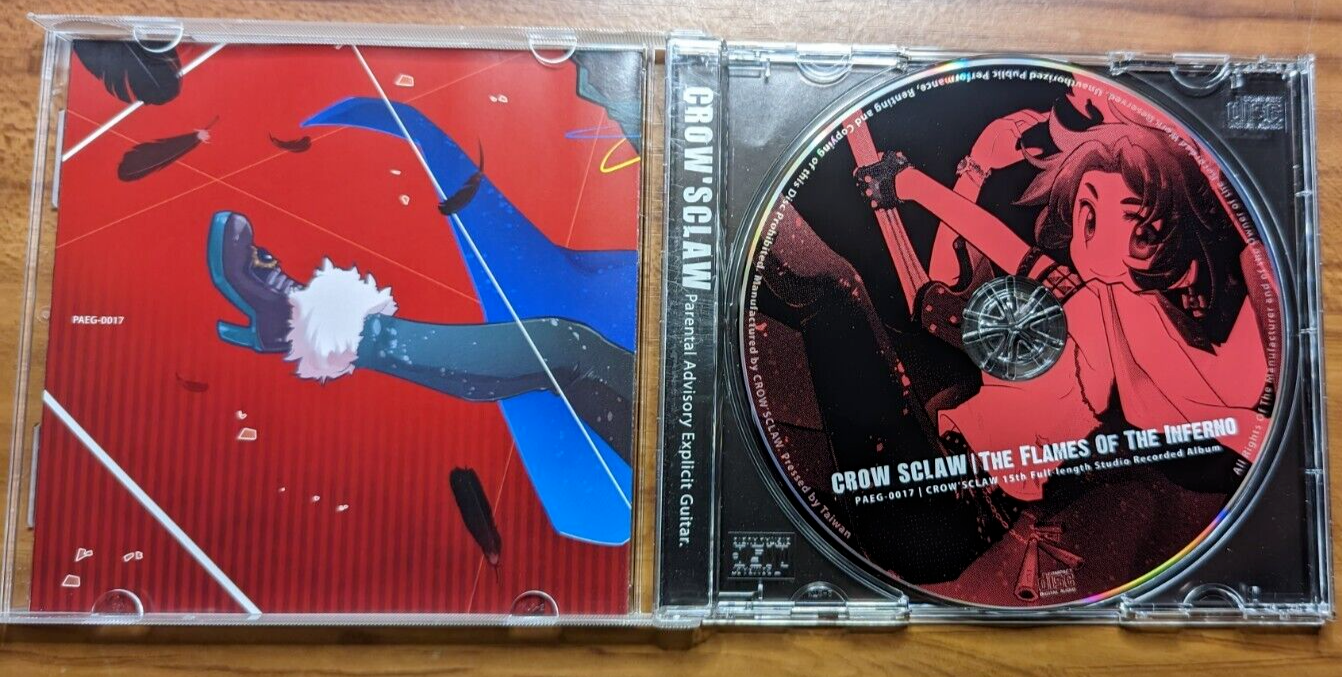 PAEG-0017
CROW'SCLAW Parental Advisory Explicit Guitar.
CROW SCLAW | THE FLAMES OF THE INFERNO
PAEG-0017 | CROW'SCLAW 15th Full-length Studio Recorded Album
All Rights of The Manufacturer and Reserved. Unauthorized Public Performance, Renting and Copying of this Disc Prohibited. Manufactured by CROW'SCLAW. Pressed by Taiwan
COMPACT
disc
DIGITAL AUDIO